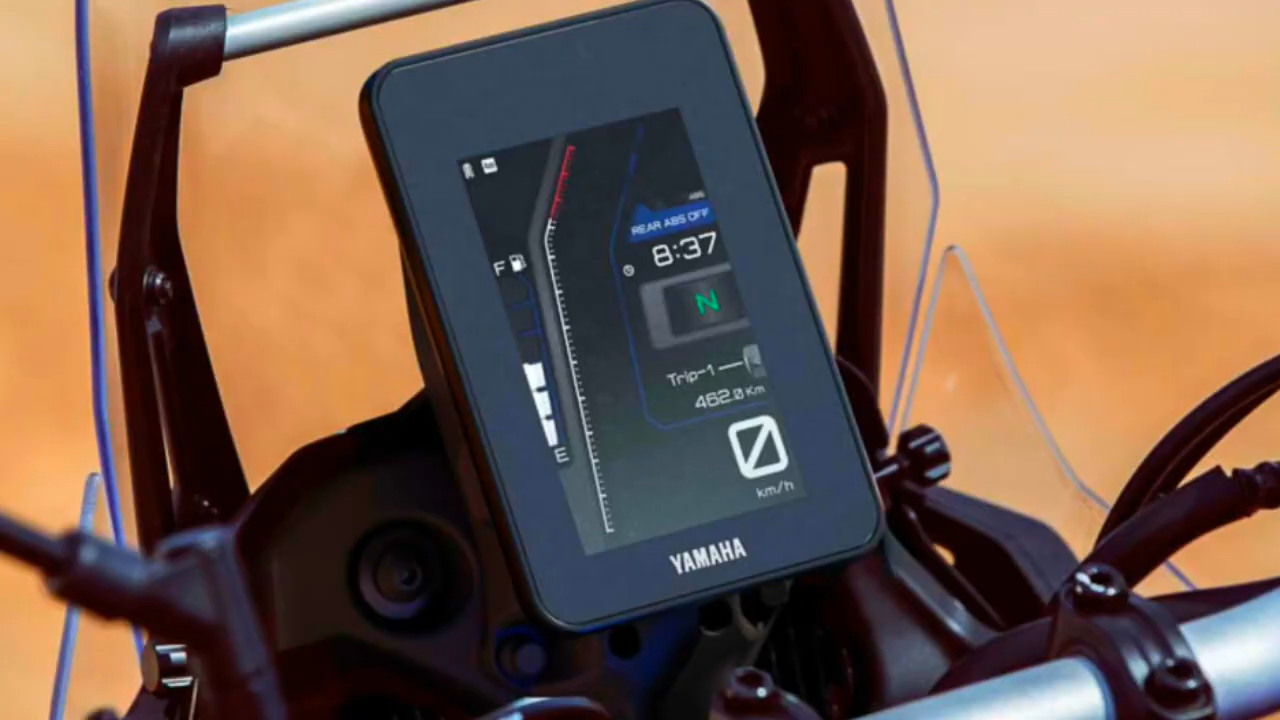 ABS
REAR ABS OFF
8:37
F
N
Trip-1
462.0 Km
E
0
km/h
YAMAHA